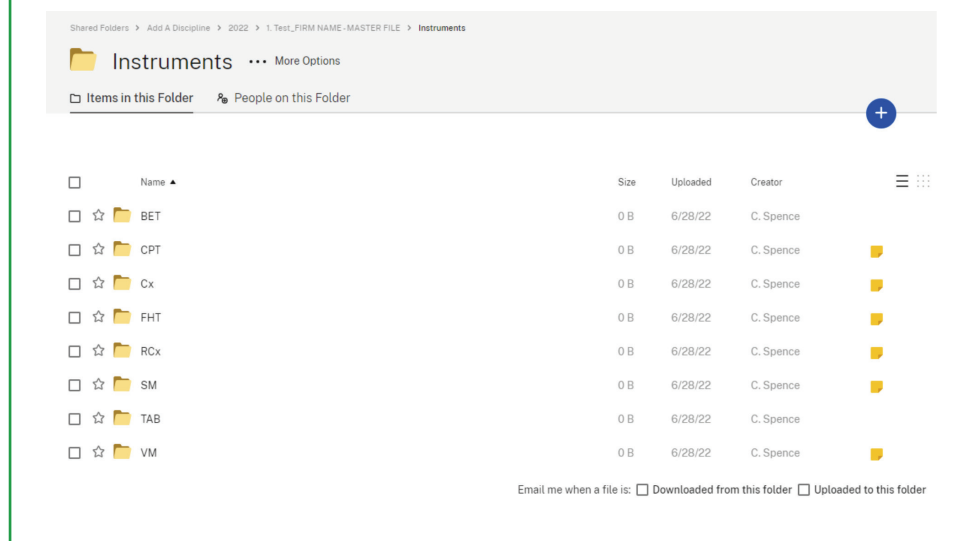 Shared Folders > Add A Discipline > 2022 > 1. Test_FIRM NAME - MASTER FILE > Instruments
Instruments ••• More Options
Items in this Folder People on this Folder
+
Name ▲ Size Uploaded Creator
BET 0 B 6/28/22 C. Spence
CPT 0 B 6/28/22 C. Spence
Cx 0 B 6/28/22 C. Spence
FHT 0 B 6/28/22 C. Spence
RCx 0 B 6/28/22 C. Spence
SM 0 B 6/28/22 C. Spence
TAB 0 B 6/28/22 C. Spence
VM 0 B 6/28/22 C. Spence
Email me when a file is: Downloaded from this folder Uploaded to this folder